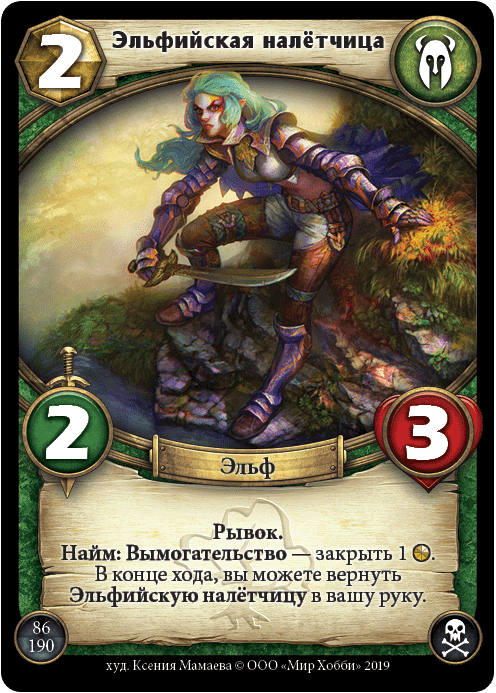 2
Эльфийская налётчица
2
3
Эльф
Рывок.
Найм: Вымогательство — закрыть 1 .
В конце хода, вы можете вернуть
Эльфийскую налётчицу в вашу руку.
86
190
худ. Ксения Мамаева © ООО «Мир Хобби» 2019